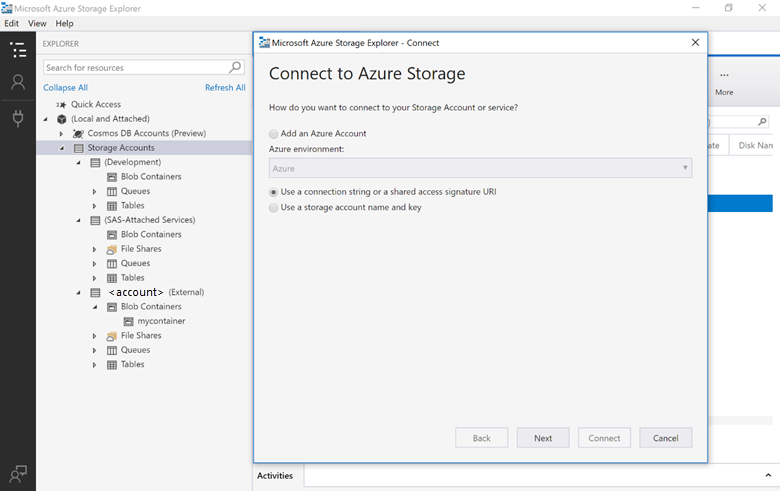 Microsoft Azure Storage Explorer
Edit View Help
EXPLORER
Search for resources
Collapse All Refresh All
Quick Access
(Local and Attached)
Cosmos DB Accounts (Preview)
Storage Accounts
(Development)
Blob Containers
Queues
Tables
(SAS-Attached Services)
Blob Containers
File Shares
Queues
Tables
<account> (External)
Blob Containers
mycontainer
File Shares
Queues
Tables
Microsoft Azure Storage Explorer - Connect
Connect to Azure Storage
How do you want to connect to your Storage Account or service?
Add an Azure Account
Azure environment:
Azure
Use a connection string or a shared access signature URI
Use a storage account name and key
Back Next Connect Cancel
... More
)
ate Disk Nan
Activities